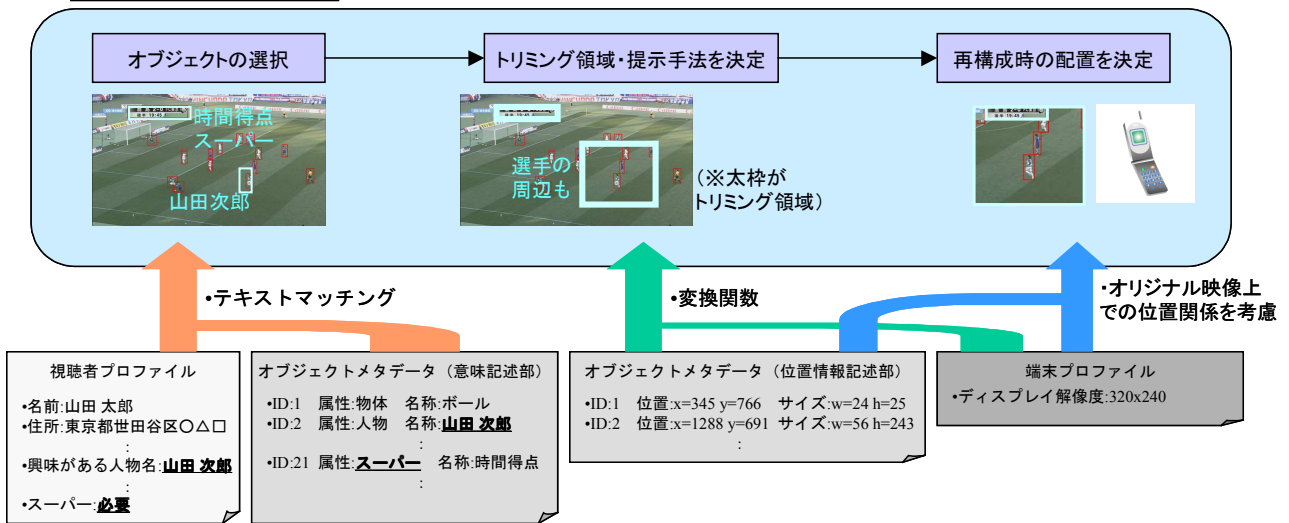 オブジェクトの選択
トリミング領域・提示手法を決定
再構成時の配置を決定
時間得点
スーパー
山田次郎
選手の
周辺も
(※太枠が
トリミング領域)
•テキストマッチング
•変換関数
•オリジナル映像上
での位置関係を考慮
視聴者プロファイル
•名前:山田 太郎
•住所:東京都世田谷区○△□
:
•興味がある人物名:山田 次郎
:
•スーパー:必要
オブジェクトメタデータ(意味記述部)
•ID:1 属性:物体 名称:ボール
•ID:2 属性:人物 名称:山田 次郎
:
•ID:21 属性:スーパー 名称:時間得点
:
オブジェクトメタデータ(位置情報記述部)
•ID:1 位置:x=345 y=766 サイズ:w=24 h=25
•ID:2 位置:x=1288 y=691 サイズ:w=56 h=243
:
端末プロファイル
•ディスプレイ解像度:320x240